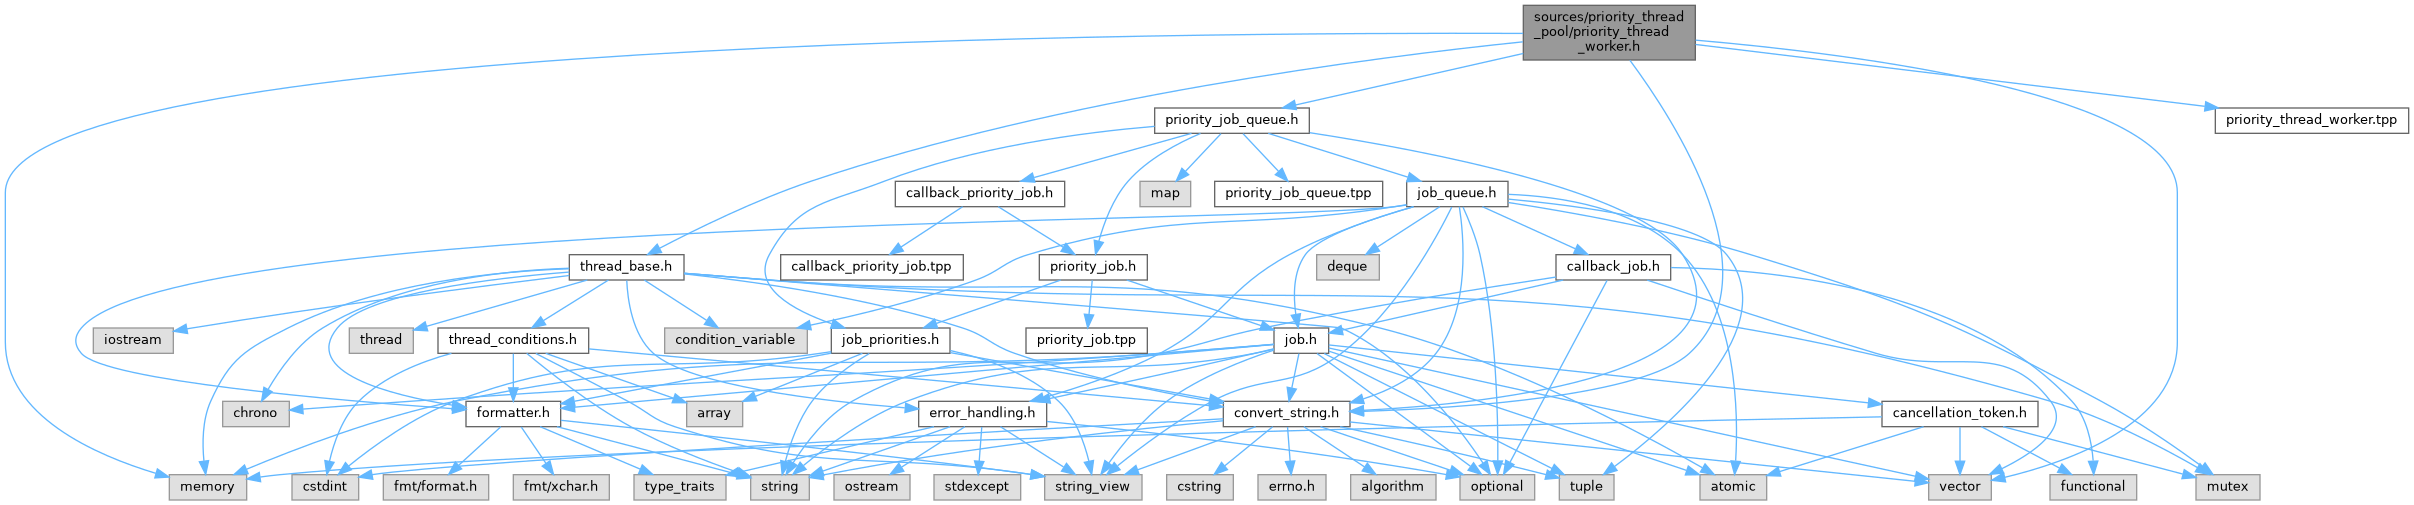 sources/priority_thread
_pool/priority_thread
_worker.h
priority_job_queue.h
priority_thread_worker.tpp
callback_priority_job.h
map
priority_job_queue.tpp
job_queue.h
thread_base.h
callback_priority_job.tpp
priority_job.h
deque
callback_job.h
iostream
thread
thread_conditions.h
condition_variable
job_priorities.h
priority_job.tpp
job.h
chrono
formatter.h
array
error_handling.h
convert_string.h
cancellation_token.h
memory
cstdint
fmt/format.h
fmt/xchar.h
type_traits
string
ostream
stdexcept
string_view
cstring
errno.h
algorithm
optional
tuple
atomic
vector
functional
mutex